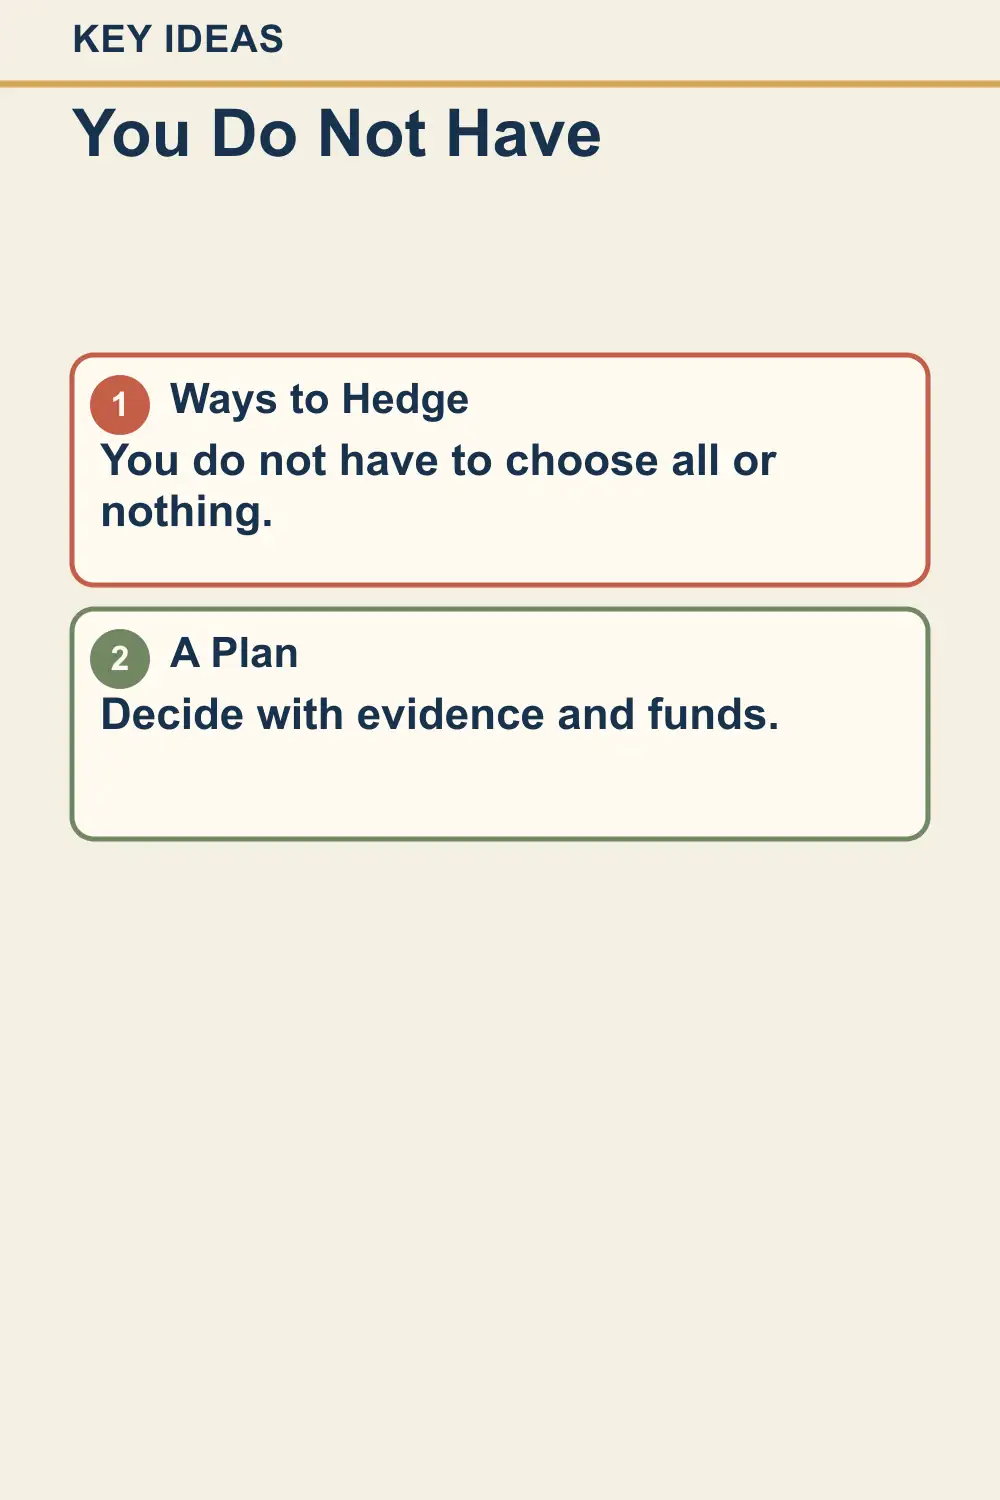 KEY IDEAS
You Do Not Have
1 Ways to Hedge
You do not have to choose all or
nothing.
2 A Plan
Decide with evidence and funds.